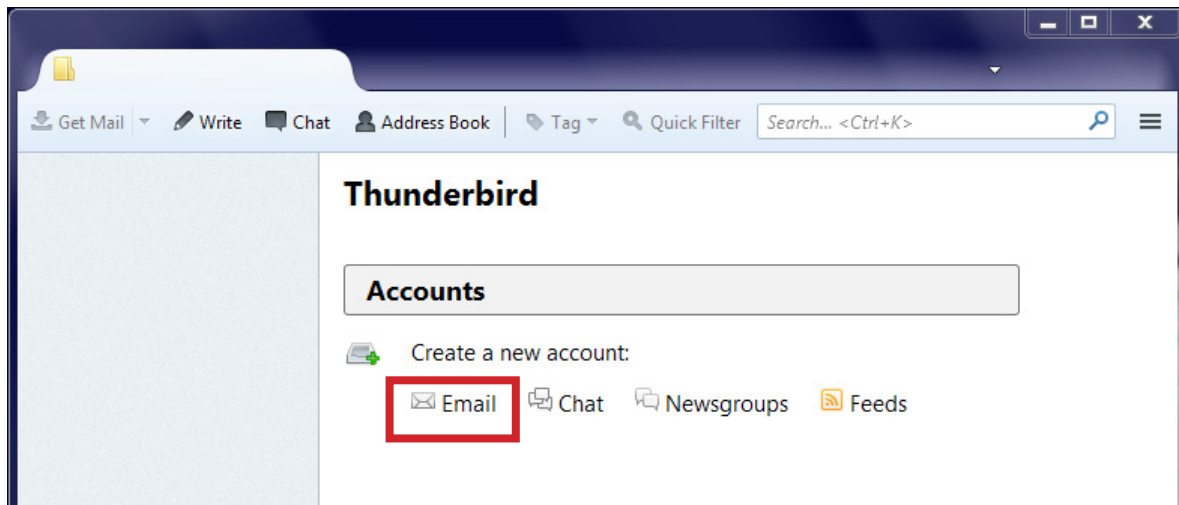 Get Mail Write Chat Address Book Tag Quick Filter Search... <Ctrl+K>
Thunderbird
Accounts
Create a new account:
Email Chat Newsgroups Feeds